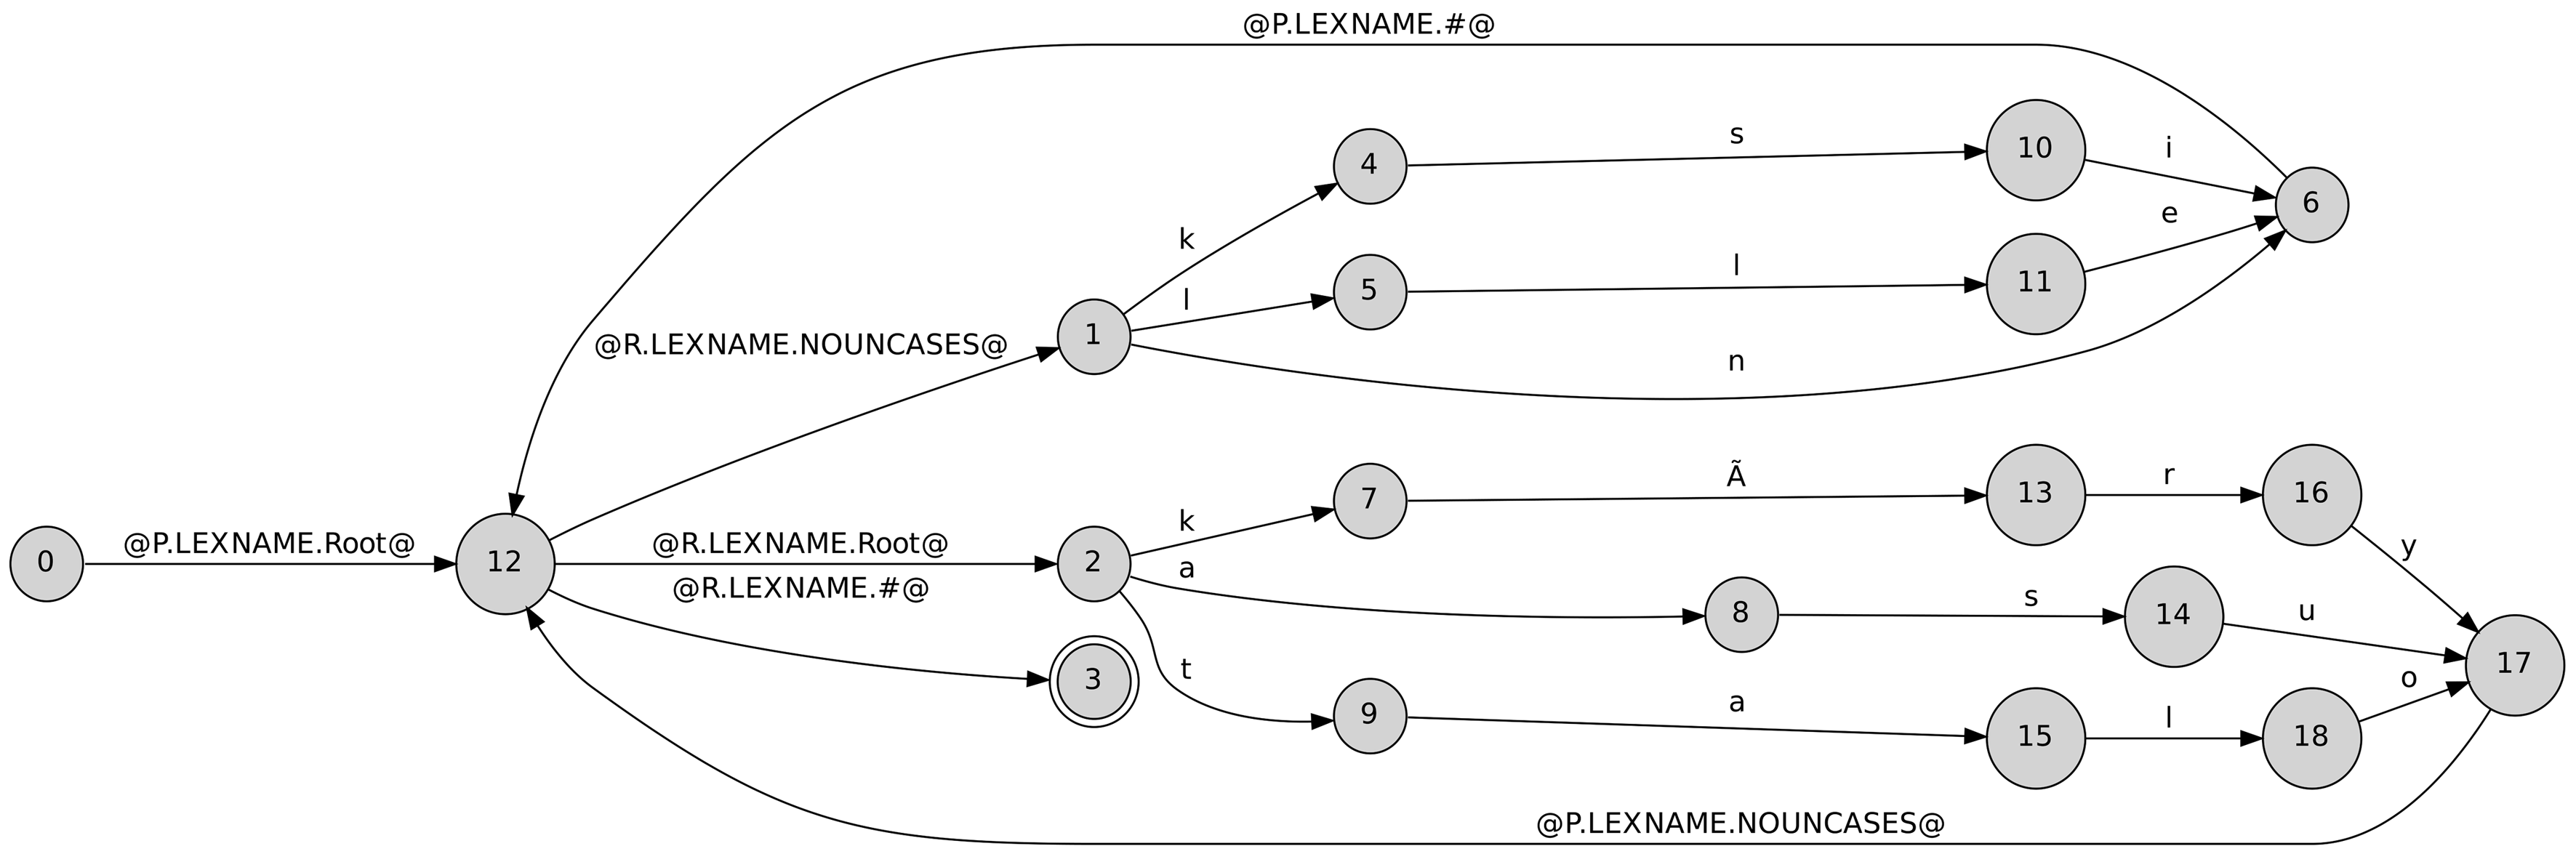 @P.LEXNAME.#@
s
10
i
4
6
k
e
l
11
5
l
@R.LEXNAME.NOUNCASES@
1
n
k
7
Ã
13
r
16
y
@P.LEXNAME.Root@
@R.LEXNAME.Root@
0
12
2
@R.LEXNAME.#@
a
8
s
14
u
17
t
3
o
9
a
15
l
18
@P.LEXNAME.NOUNCASES@